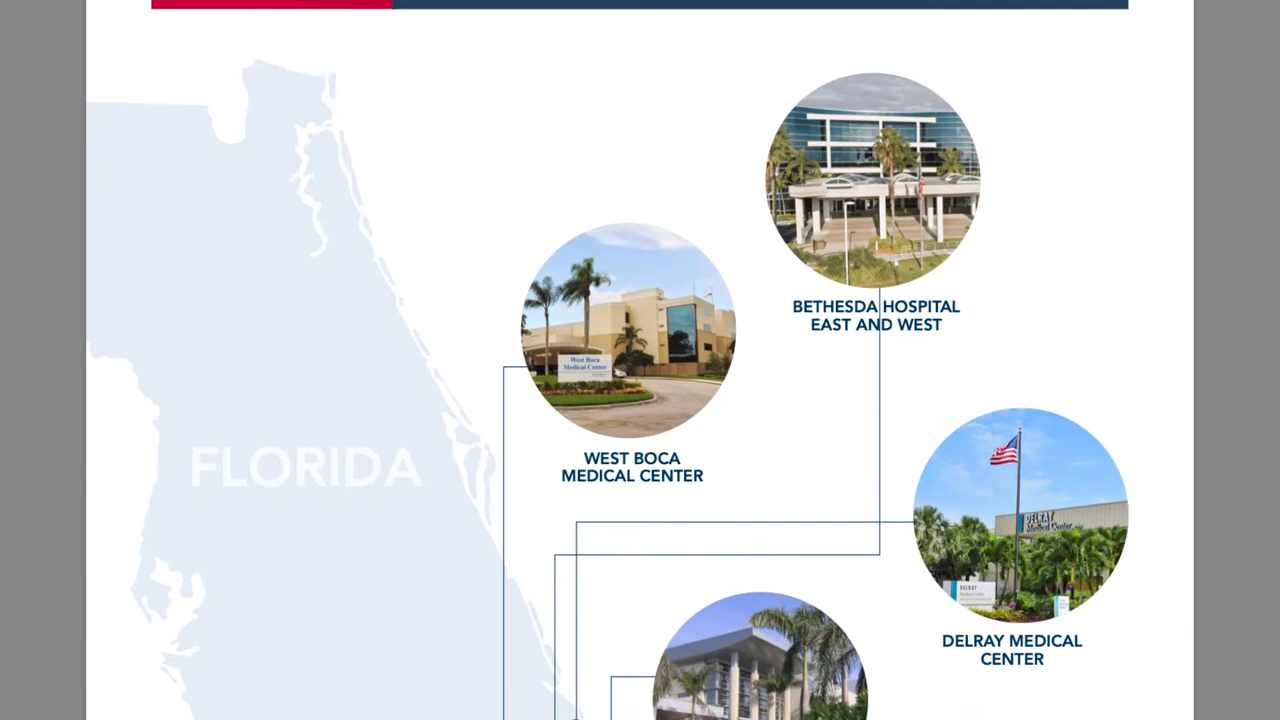 BETHESDA HOSPITAL
EAST AND WEST
West Boca
Medical Center
WEST BOCA
MEDICAL CENTER
FLORIDA
DELRAY
Medical Center
DELRAY
DELRAY MEDICAL
CENTER